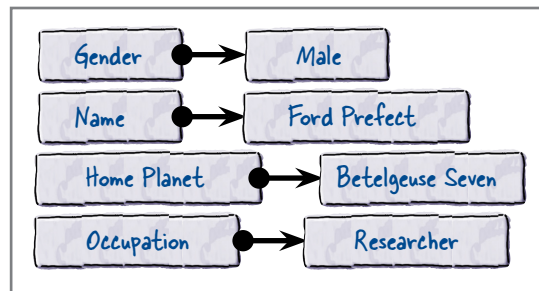 Gender Male
Name Ford Prefect
Home Planet Betelgeuse Seven
Occupation Researcher